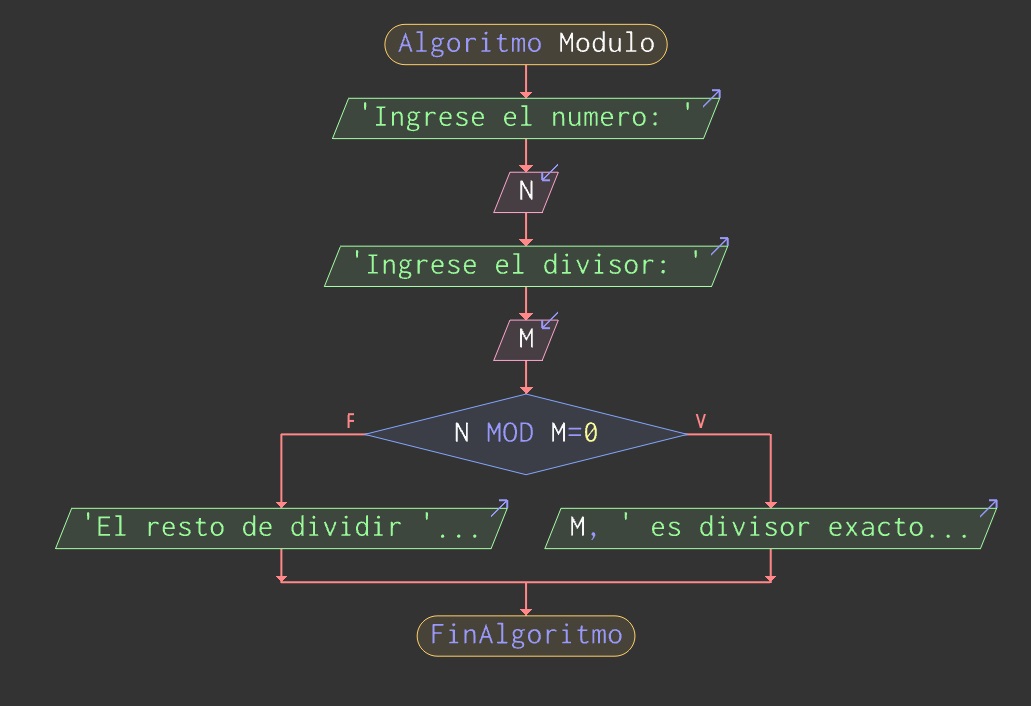 Algoritmo Modulo
'Ingrese el numero: '
N
'Ingrese el divisor: '
M
F
N MOD M=0
V
'El resto de dividir '...
M, ' es divisor exacto...
FinAlgoritmo